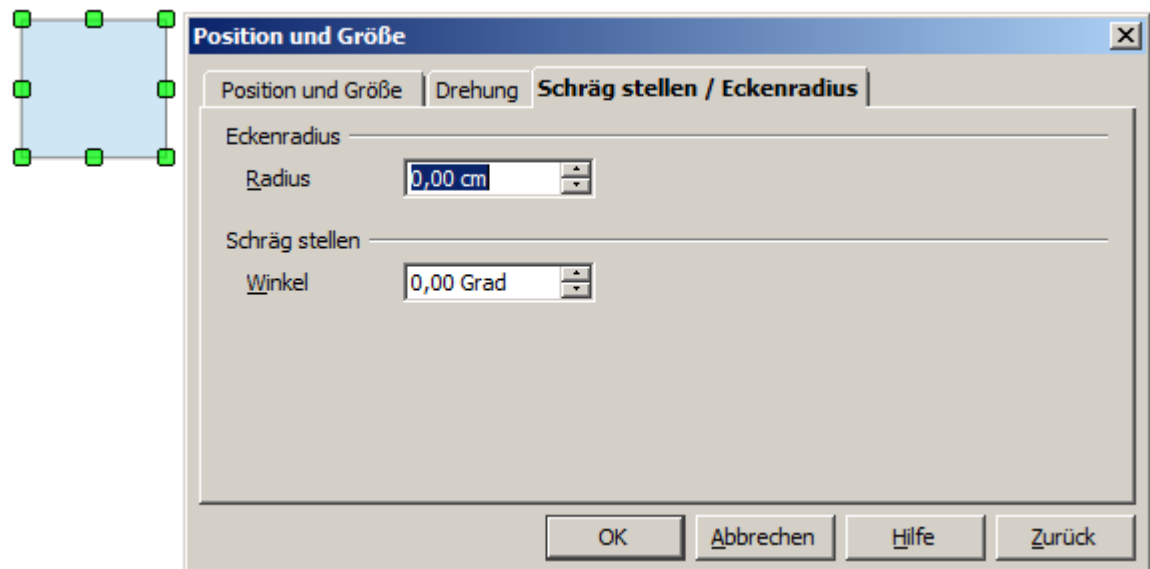 Position und Größe
Position und Größe Drehung Schräg stellen / Eckenradius
Eckenradius
Radius 0,00 cm
Schräg stellen
Winkel 0,00 Grad
OK Abbrechen Hilfe Zurück